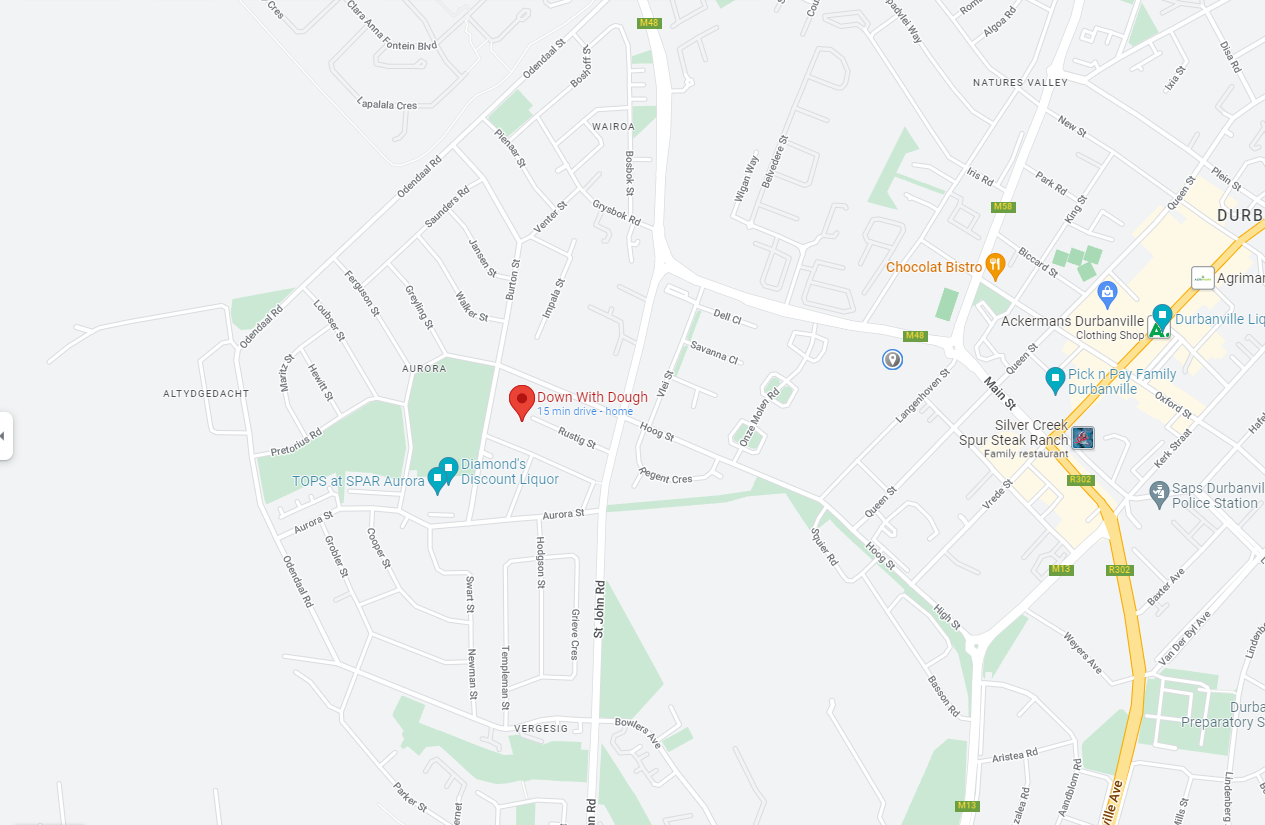 Cres
Clara Anna Fontein Blvd
M48
Odendaal St
Bosloff St
Lapalala Cres
Algoa Rd
Disa Rd
Ixia St
NATURES VALLEY
WAIROA
New St
Pienaar St
Bosbok St
Belvedere St
Wigan Way
Odendaal Rd
Iris Rd
Park Rd
Plein St
Queen St
King St
Saunders Rd
Venter St
Grysbok Rd
M58
DURB
Jansen St
Burton St
Biccard St
Chocolat Bistro
Agrimar
Ferguson St
Impala St
Greyling St
Walker St
Loubser St
Odendaal Rd
Dell Cl
Ackermans Durbanville
Clothing Shop
Durbanville Liq
M48
Savanna Cl
Queen St
Maritz St
Hewitt St
AURORA
Vlei St
Langenhoven St
Main St
Pick n Pay Family
Durbanville
ALTYDGEDACHT
Down With Dough
15 min drive - home
Onze Molen Rd
Oxford St
Pretorius Rd
Rustig St
Hoog St
Silver Creek
Spur Steak Ranch
Family restaurant
Kerk Straat
TOPS at SPAR Aurora
Diamond's
Discount Liquor
Regent Cres
R302
Vrede St
Queen St
Saps Durbanvil
Police Station
Aurora St
Aurora St
Grobler St
Cooper St
Hodgson St
Squier Rd
Hoog St
M13
R302
Odendaal Rd
Swart St
St John Rd
Grieve Cres
High St
Baxter Ave
Van Der Byl Ave
Weyers Ave
Newman St
Templeman St
Basson Rd
Durba
Preparatory S
VERGESIG
Bowlers Ave
Aristea Rd
Aandblom Rd
Parker St
M13
Lindenberg